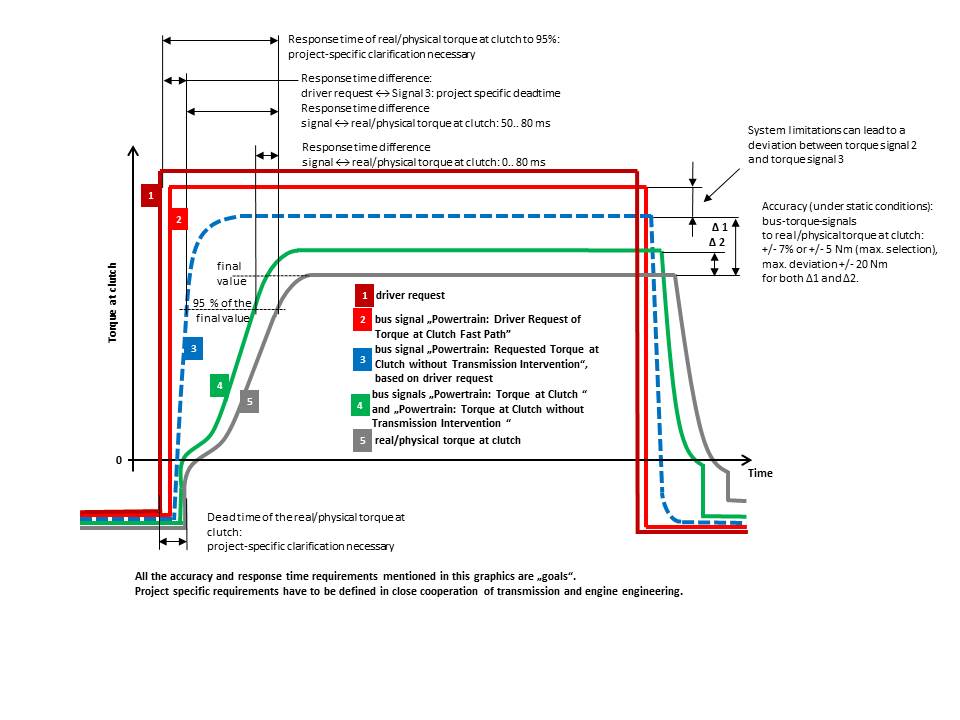 Response time of real/physical torque at clutch to 95%:
project-specific clarification necessary
Response time difference:
driver request <-> Signal 3: project specific deadtime
Response time difference
signal <-> real/physical torque at clutch: 50.. 80 ms
Response time difference
signal <-> real/physical torque at clutch: 0.. 80 ms
System limitations can lead to a
deviation between torque signal 2
and torque signal 3
Accuracy (under static conditions):
bus-torque-signals
to real/physical torque at clutch:
+/- 7% or +/- 5 Nm (max. selection),
max. deviation +/- 20 Nm
for both Δ1 and Δ2.
Δ 1
Δ 2
1
2
3
4
5
final
value
95 % of the
final value
Torque at clutch
0
Time
1 driver request
2 bus signal „Powertrain: Driver Request of
Torque at Clutch Fast Path”
3 bus signal „Powertrain: Requested Torque at
Clutch without Transmission Intervention“,
based on driver request
4 bus signals „Powertrain: Torque at Clutch “
and „Powertrain: Torque at Clutch without
Transmission Intervention “
5 real/physical torque at clutch
Dead time of the real/physical torque at
clutch:
project-specific clarification necessary
All the accuracy and response time requirements mentioned in this graphics are „goals“.
Project specific requirements have to be defined in close cooperation of transmission and engine engineering.